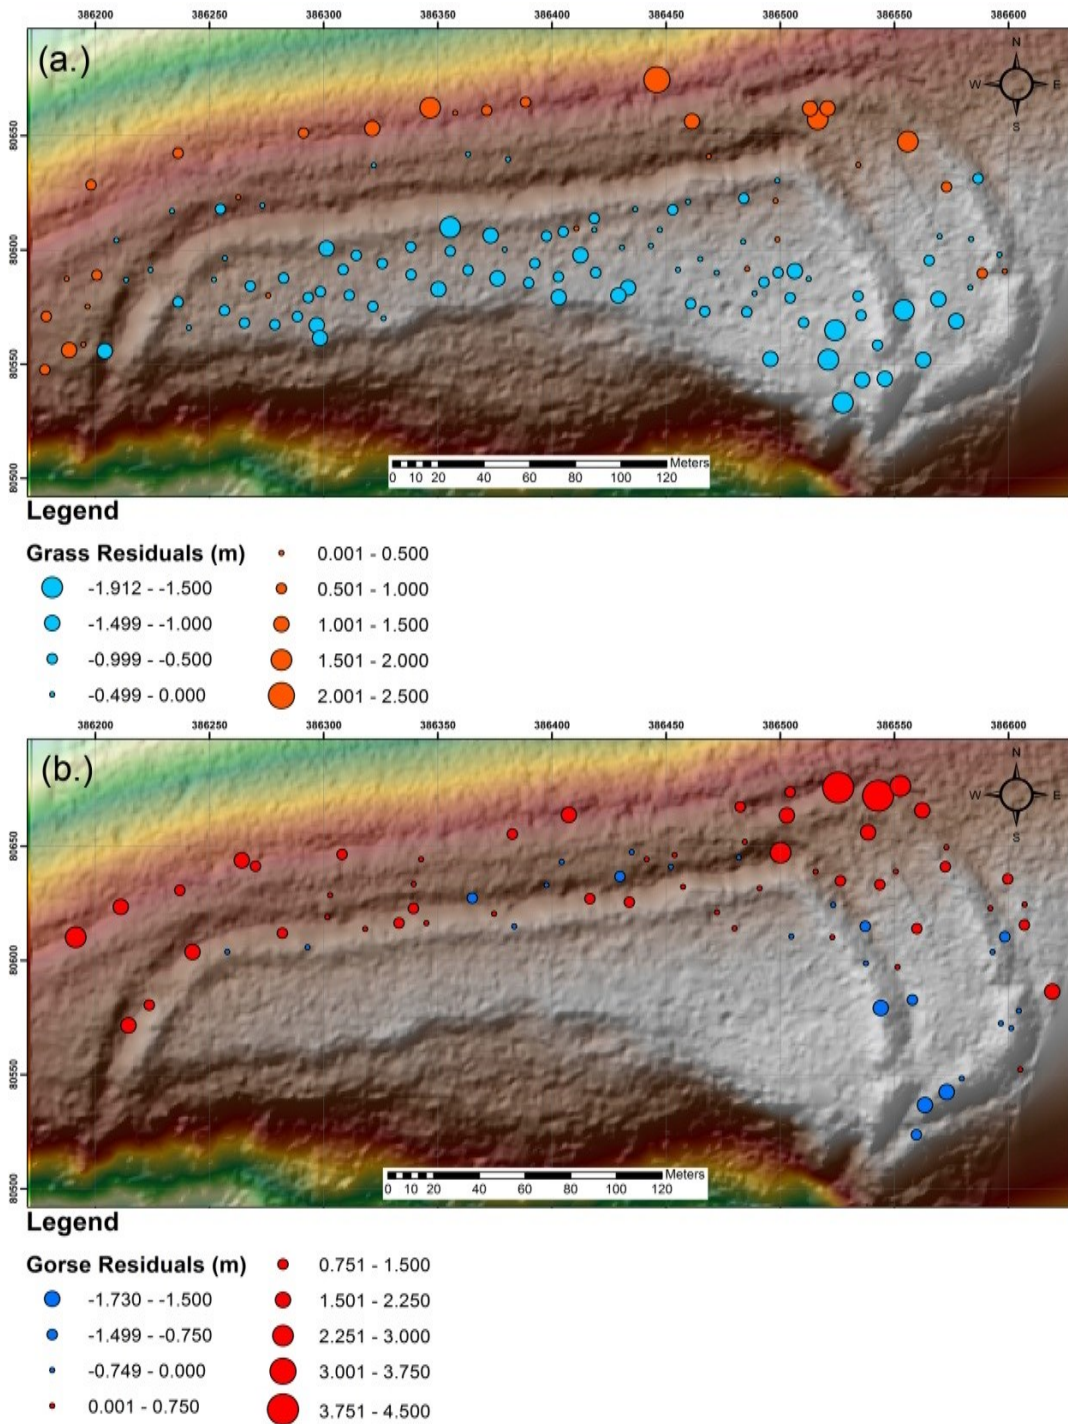 386200 386250 386300 386350 386400 386450 386500 386550 386600
(a.)
N
W E
S
80650
80600
80550
80500
Meters
0 10 20 40 60 80 100 120
Legend
Grass Residuals (m)
-1.912 - -1.500
-1.499 - -1.000
-0.999 - -0.500
-0.499 - 0.000
0.001 - 0.500
0.501 - 1.000
1.001 - 1.500
1.501 - 2.000
2.001 - 2.500
386200 386250 386300 386350 386400 386450 386500 386550 386600
(b.)
N
W E
S
80650
80600
80550
80500
Meters
0 10 20 40 60 80 100 120
Legend
Gorse Residuals (m)
-1.730 - -1.500
-1.499 - -0.750
-0.749 - 0.000
0.001 - 0.750
0.751 - 1.500
1.501 - 2.250
2.251 - 3.000
3.001 - 3.750
3.751 - 4.500